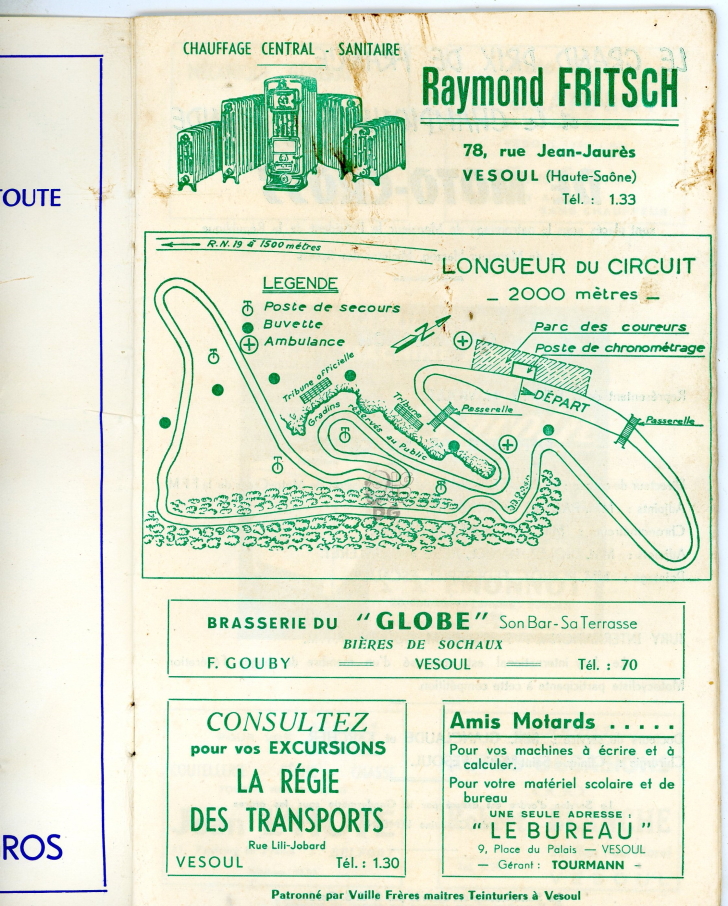 TOUTE
ROS
CHAUFFAGE CENTRAL - SANITAIRE
Raymond FRITSCH
78, rue Jean-Jaurès
VESOUL (Haute-Saône)
Tél. : 1.33
R.N. 19 à 1500 mètres
LONGUEUR DU CIRCUIT
_ 2000 mètres _
LEGENDE
Poste de secours
Buvette
Ambulance
Parc des coureurs
Poste de chronométrage
DÉPART
Passerelle
Passerelle
Tribune officielle
Tribune
Gradins réservés au Public
BRASSERIE DU "GLOBE" Son Bar - Sa Terrasse
BIÈRES DE SOCHAUX
F. GOUBY VESOUL Tél. : 70
CONSULTEZ
pour vos EXCURSIONS
LA RÉGIE
DES TRANSPORTS
Rue Lili-Jobard
VESOUL Tél. : 1.30
Amis Motards . . . . .
Pour vos machines à écrire et à
calculer.
Pour votre matériel scolaire et de
bureau
UNE SEULE ADRESSE :
"LE BUREAU"
9, Place du Palais — VESOUL
— Gérant : TOURMANN —
Patronné par Vuille Frères maitres Teinturiers à Vesoul